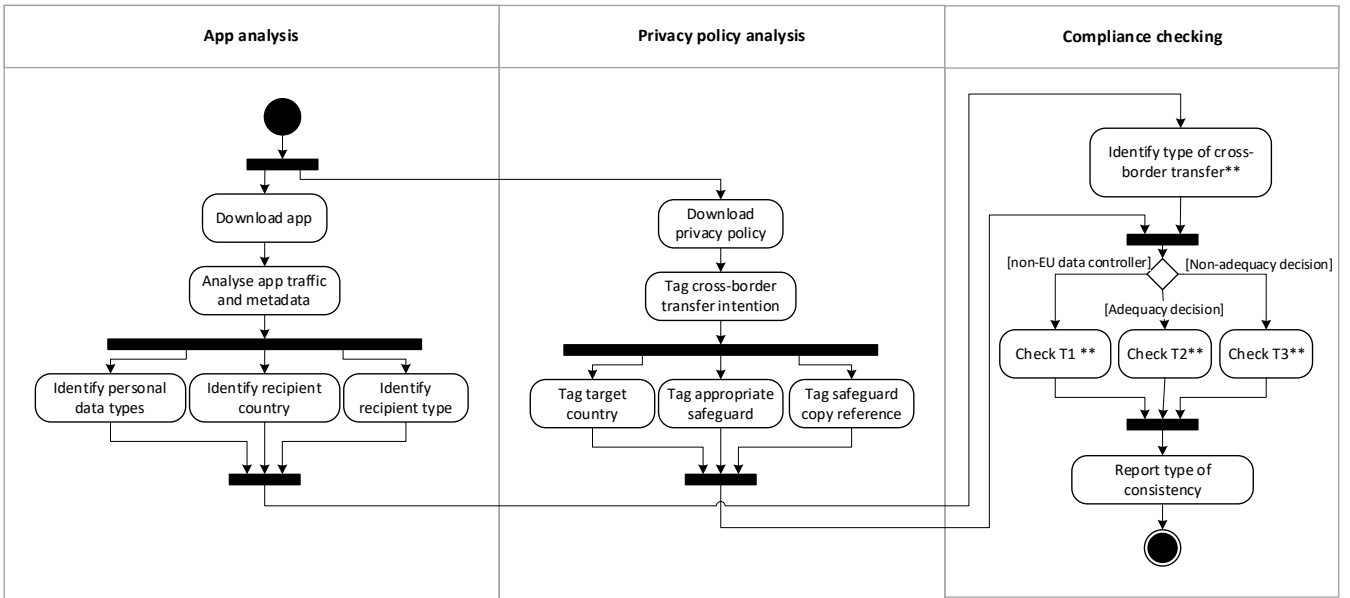 App analysis
Privacy policy analysis
Compliance checking
Download app
Analyse app traffic
and metadata
Identify personal
data types
Identify recipient
country
Identify
recipient type
Download
privacy policy
Tag cross-border
transfer intention
Tag target
country
Tag appropriate
safeguard
Tag safeguard
copy reference
Identify type of cross-
border transfer**
[non-EU data controller]
[Non-adequacy decision]
[Adequacy decision]
Check T1 **
Check T2**
Check T3**
Report type of
consistency